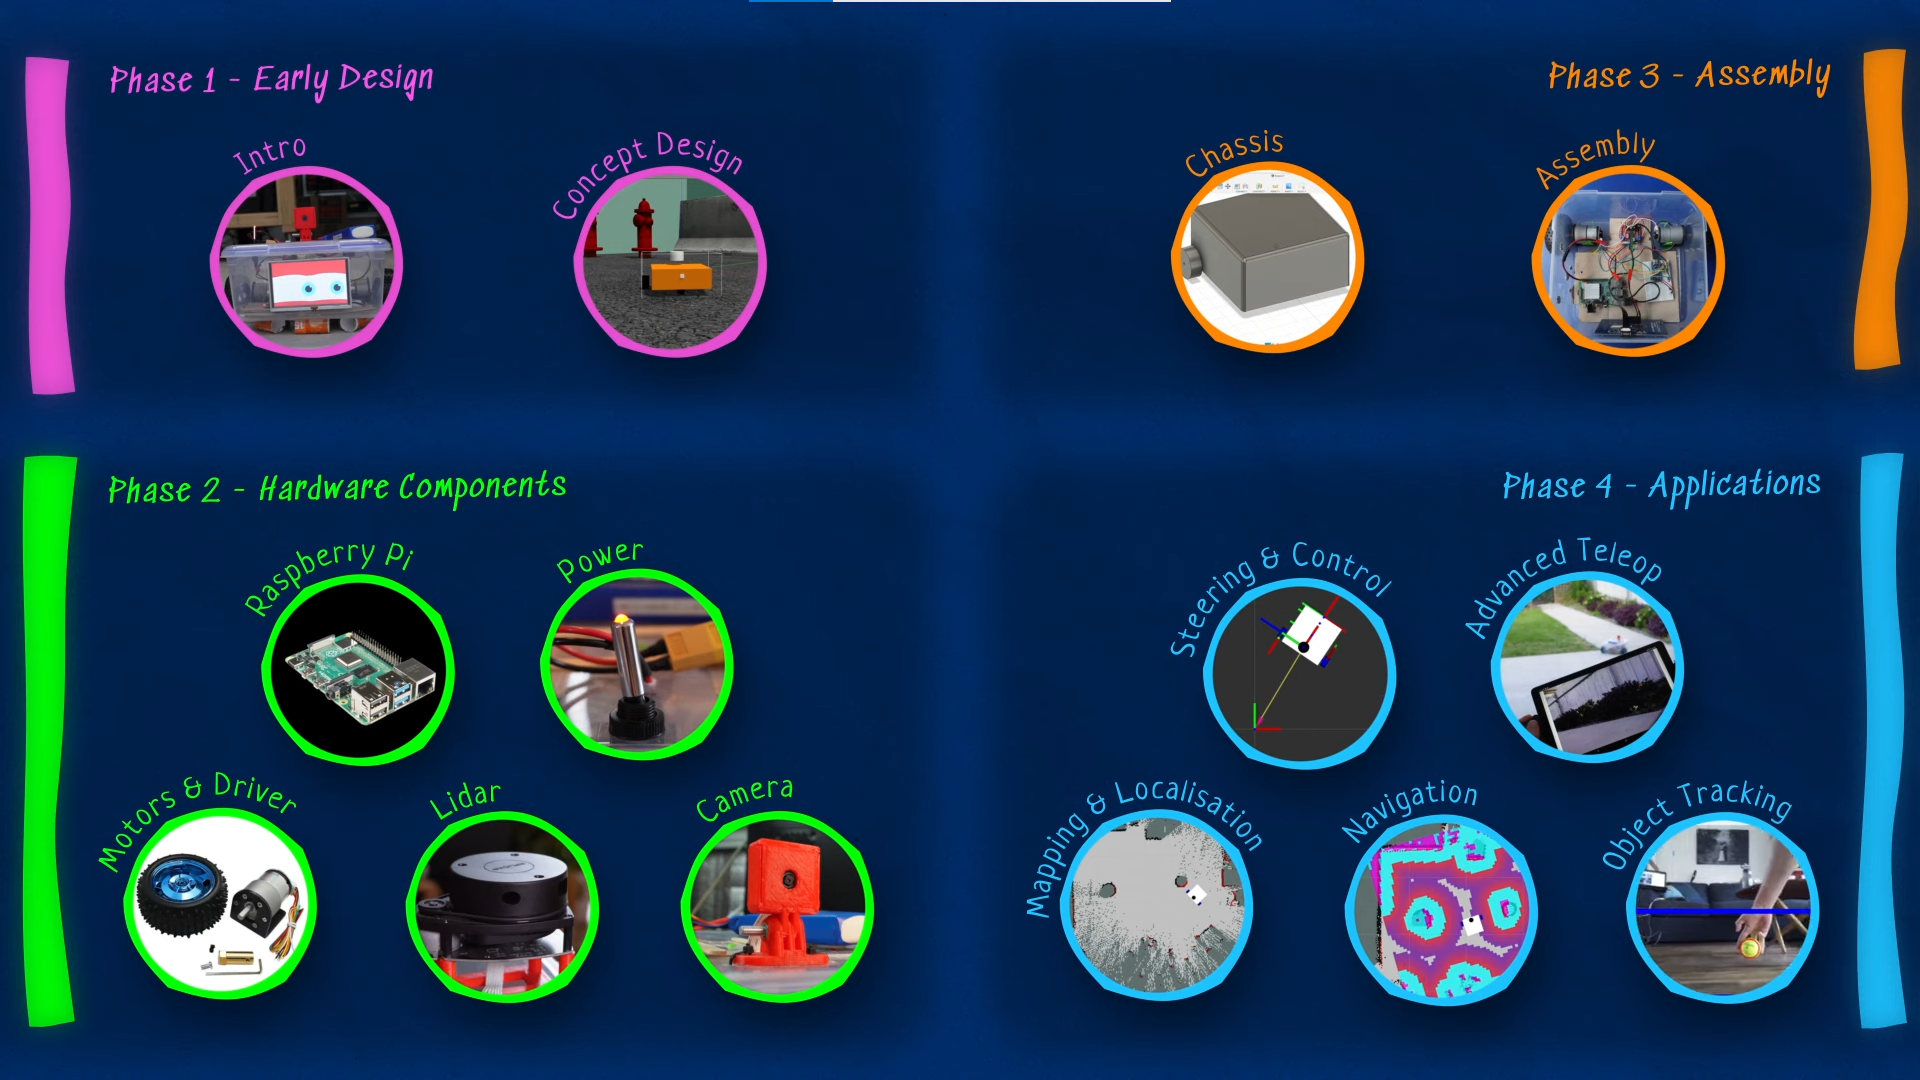 Phase 1 - Early Design
Intro
Concept Design
Phase 2 - Hardware Components
Raspberry Pi
Power
Motors & Driver
Lidar
Camera
Phase 3 - Assembly
Chassis
Assembly
Phase 4 - Applications
Steering & Control
Advanced Teleop
Mapping & Localisation
Navigation
Object Tracking